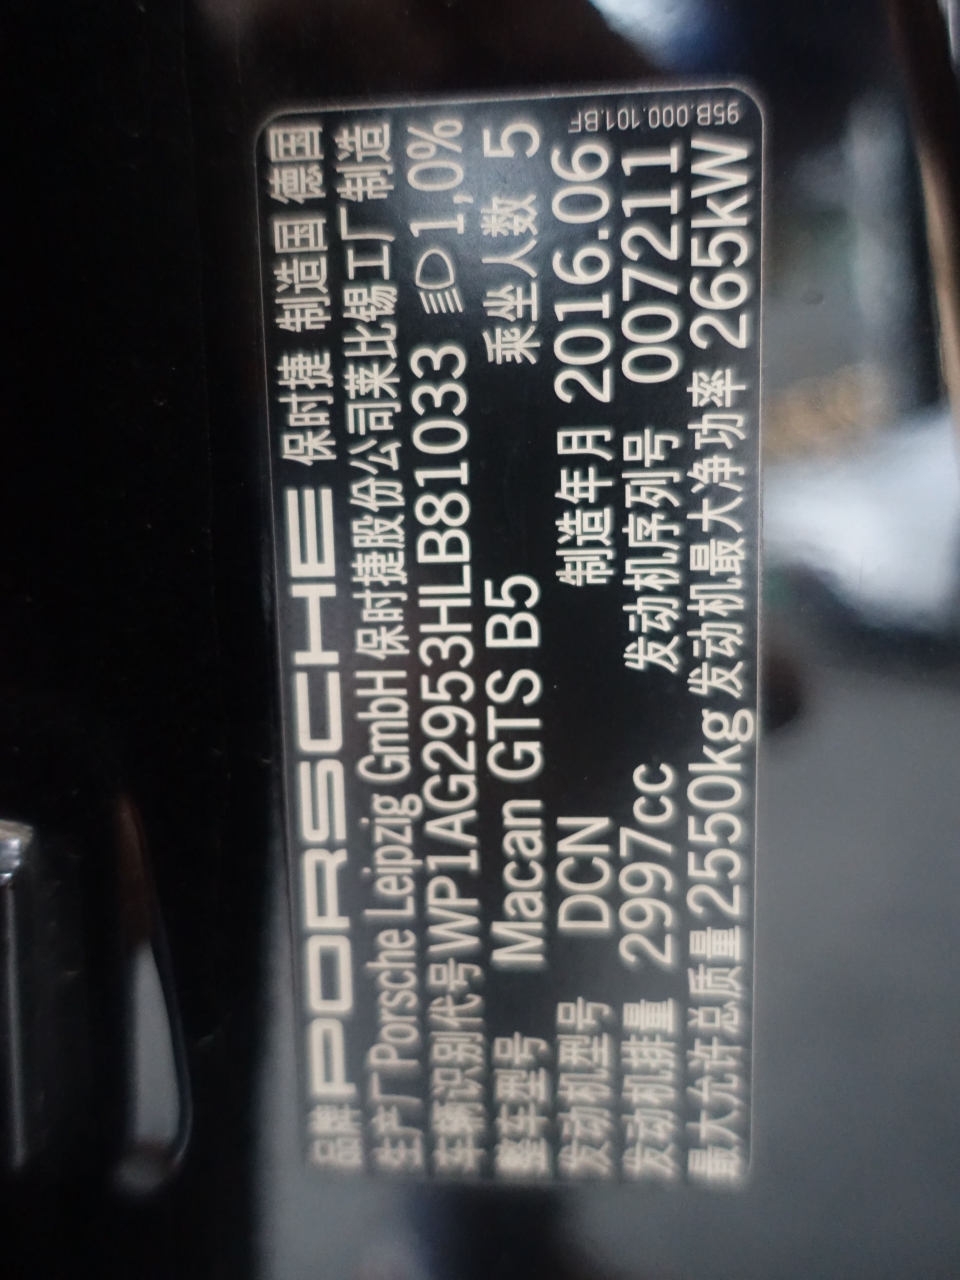 品牌 PORSCHE 保时捷 制造国 德国
生产厂 Porsche Leipzig GmbH 保时捷股份公司莱比锡工厂制造
车辆识别代号 WP1AG2953HLB81033 1,0%
整车型号 Macan GTS B5 乘坐人数 5
发动机型号 DCN 制造年月 2016.06
发动机排量 2997cc 发动机序列号 007211
最大允许总质量 2550kg 发动机最大净功率 265kW
95B.000.101.BF